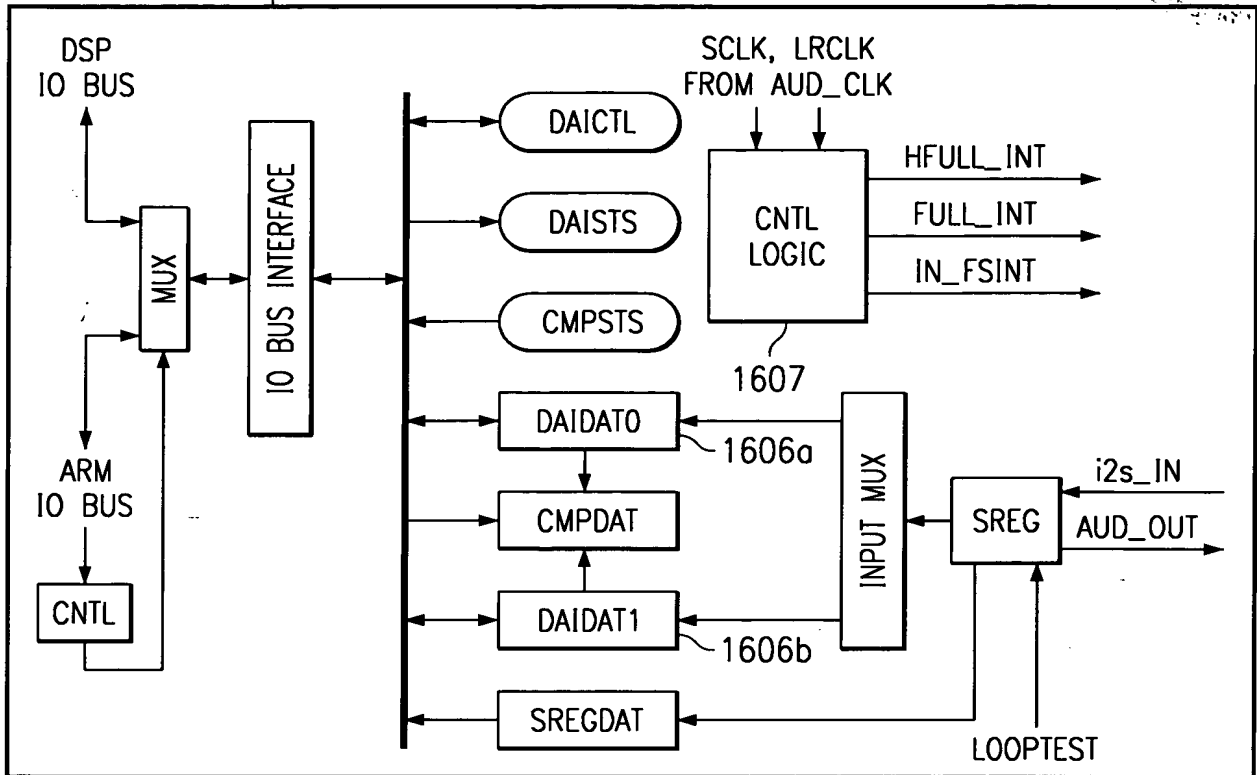 DSP
IO BUS
MUX
IO BUS INTERFACE
ARM
IO BUS
CNTL
DAICTL
DAISTS
CMPSTS
DAIDAT0
1606a
CMPDAT
DAIDAT1
1606b
SREGDAT
SCLK, LRCLK
FROM AUD_CLK
CNTL
LOGIC
1607
HFULL_INT
FULL_INT
IN_FSINT
INPUT MUX
SREG
i2s_IN
AUD_OUT
LOOPTEST